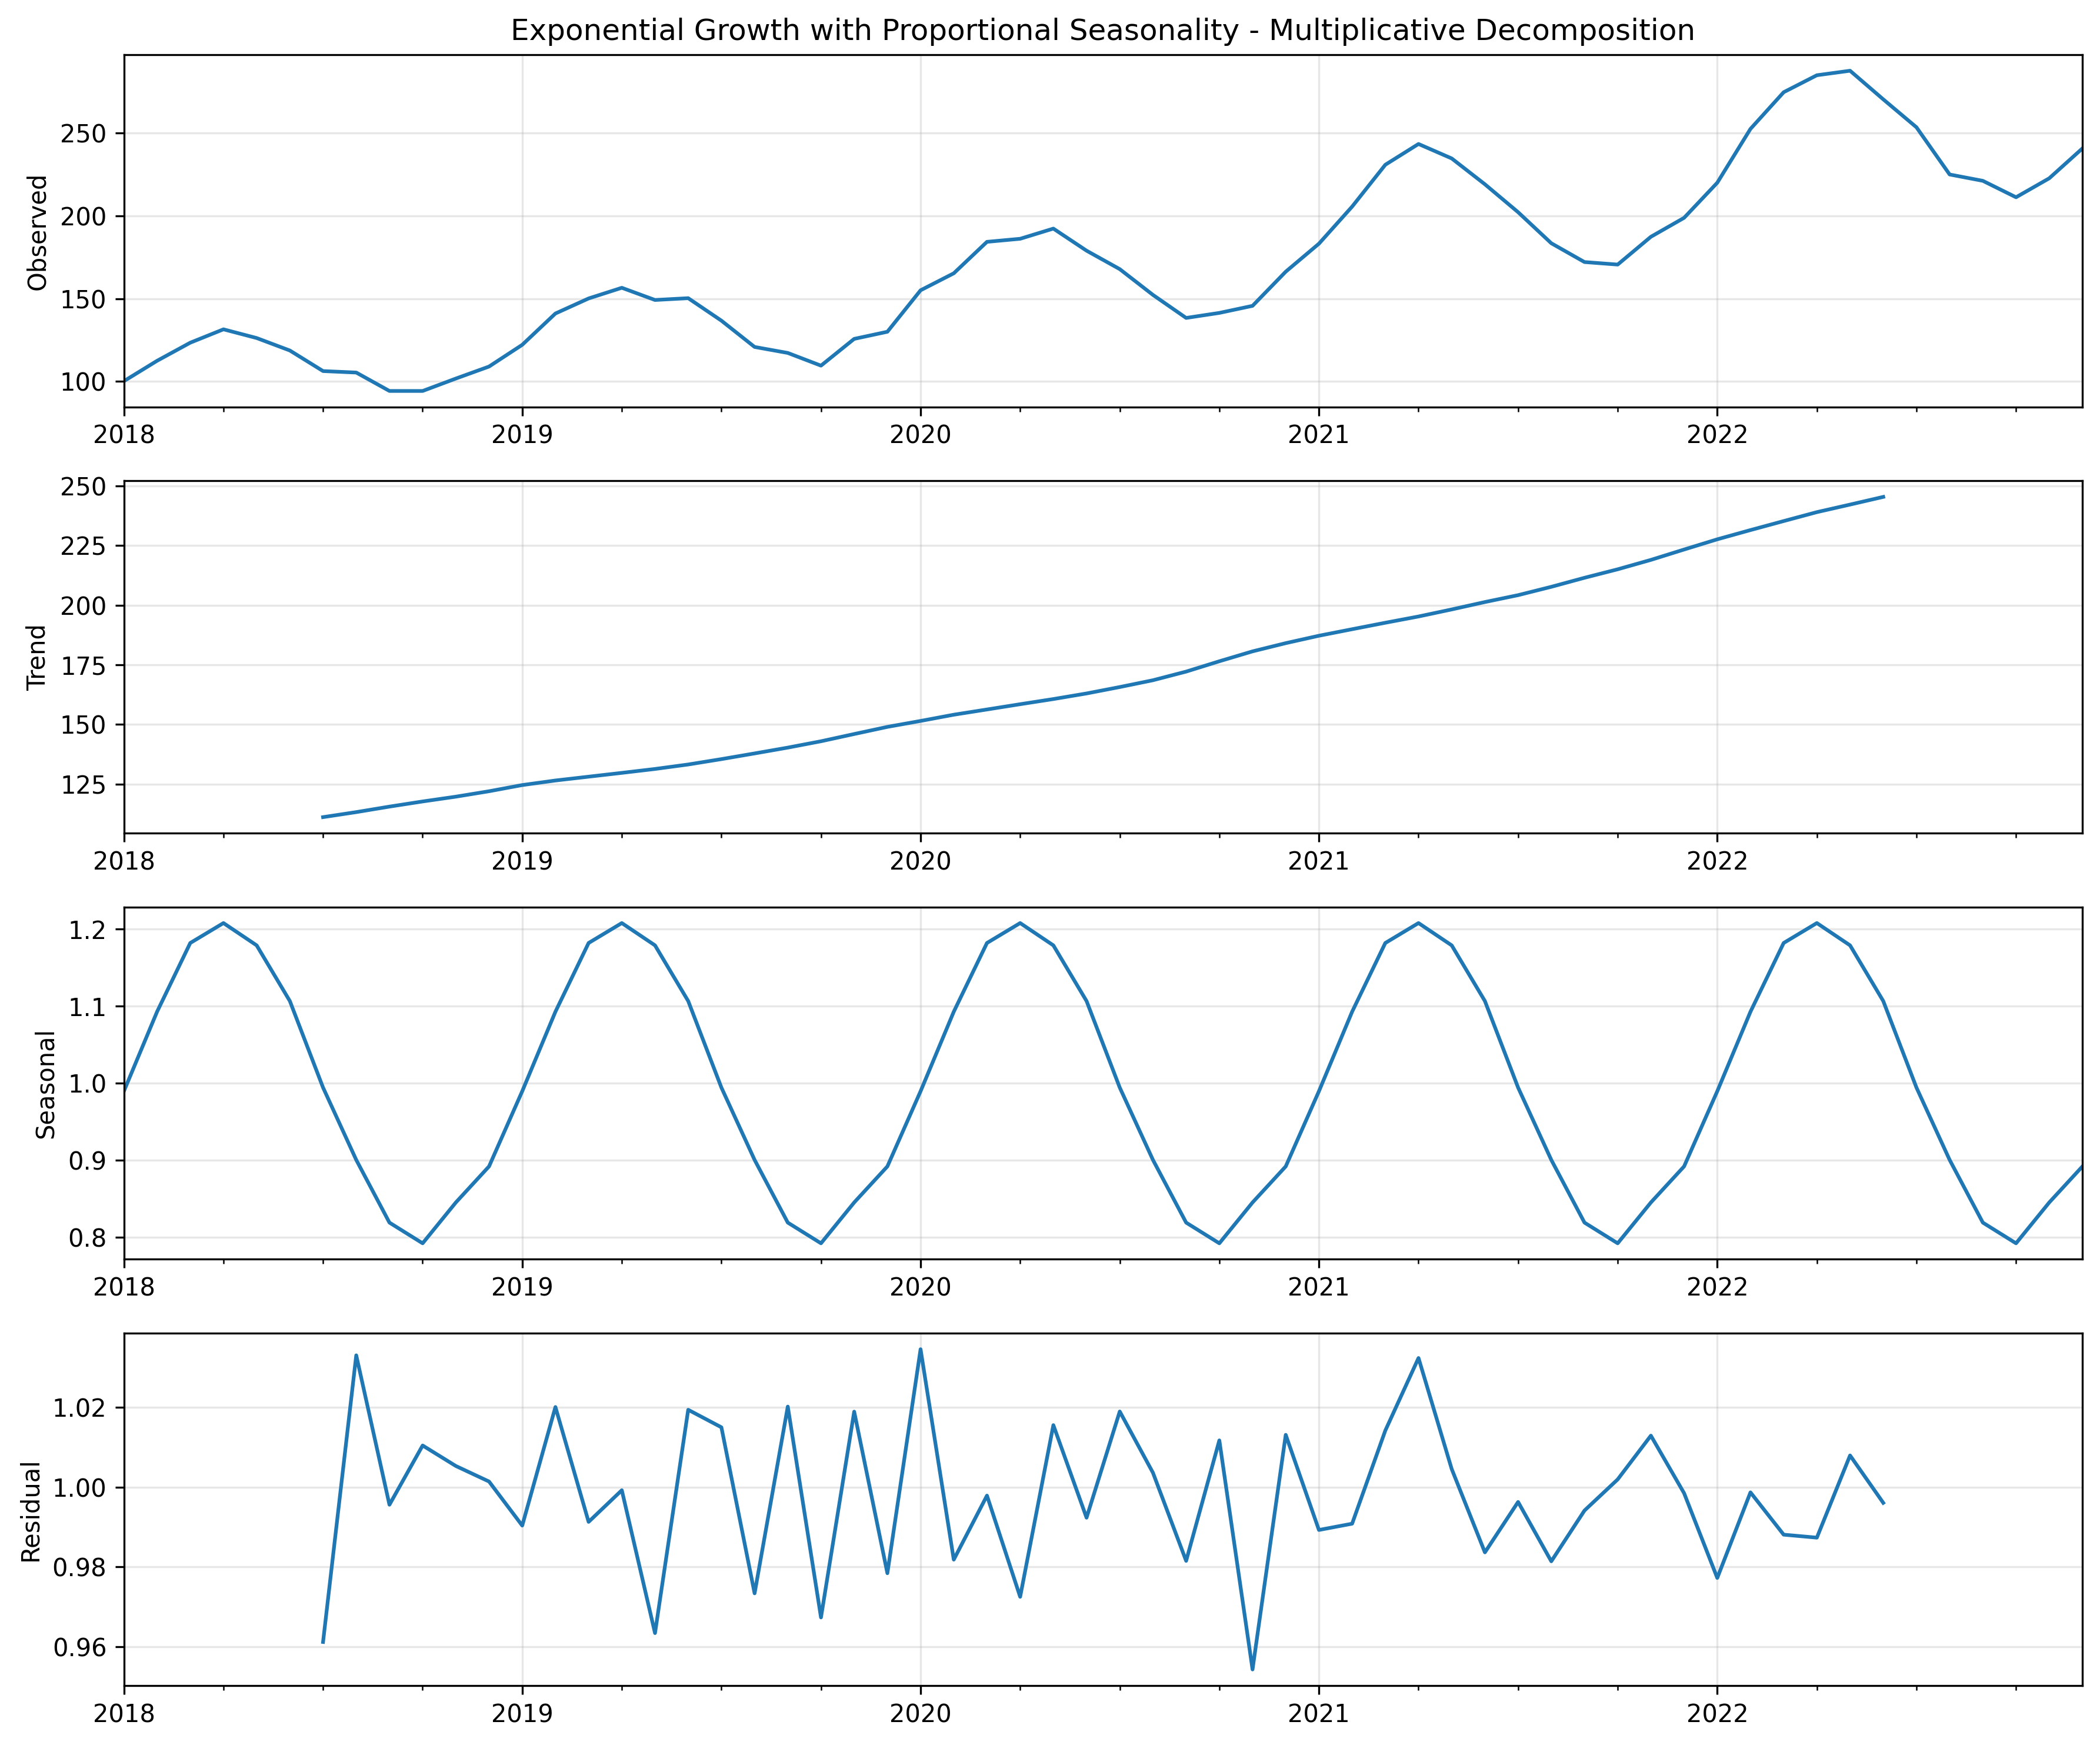 Exponential Growth with Proportional Seasonality - Multiplicative Decomposition
Observed
250
200
150
100
2018 2019 2020 2021 2022
Trend
250
225
200
175
150
125
2018 2019 2020 2021 2022
Seasonal
1.2
1.1
1.0
0.9
0.8
2018 2019 2020 2021 2022
Residual
1.02
1.00
0.98
0.96
2018 2019 2020 2021 2022